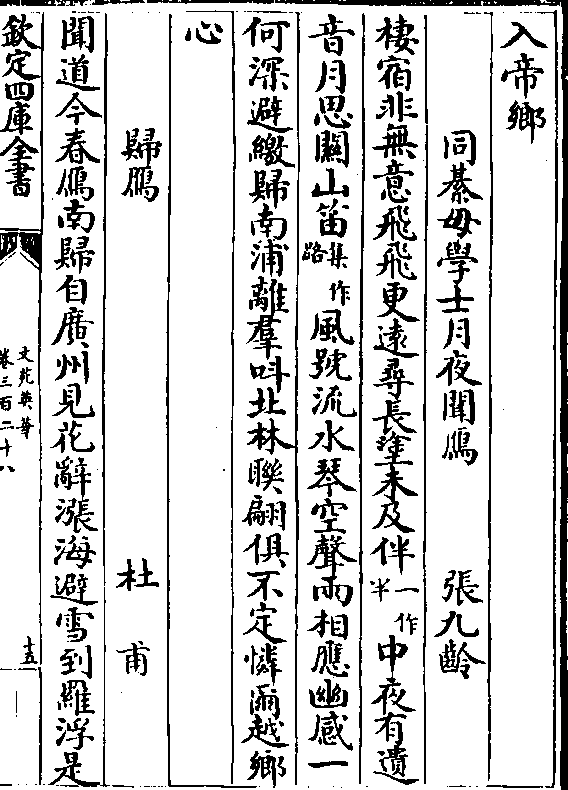 入帝鄉
同綦毋學士月夜聞鴈 張九齡
棲宿非無意飛飛更逺尋長塗未及伴一作半中夜有遺
音月思關山笛集作路風號流水琴空聲兩相應幽感一
何深避繳歸南浦離羣呌北林聨翩俱不定憐爾越鄉
心
歸鴈 杜甫
聞道今春鴈南歸自廣州見花辭漲海避雪到羅浮是
欽定四庫全書
文苑英華
卷三百二十八
十五